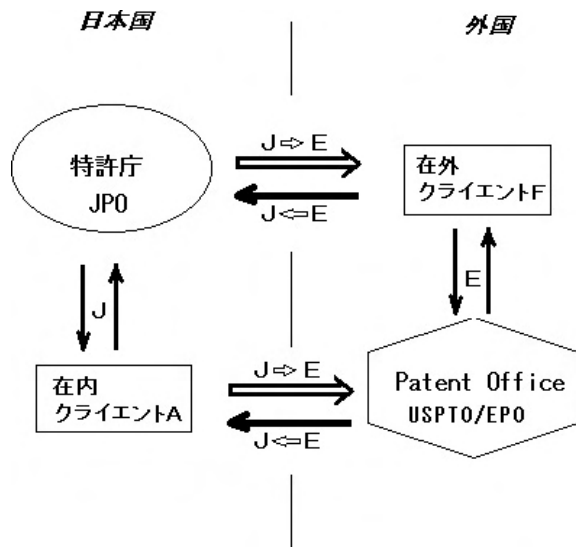 日本国
外国
J⇨E
特許庁
JPO
J⇦E
在外
クライエントF
J
E
在内
クライエントA
J⇨E
J⇦E
Patent Office
USPTO/EPO